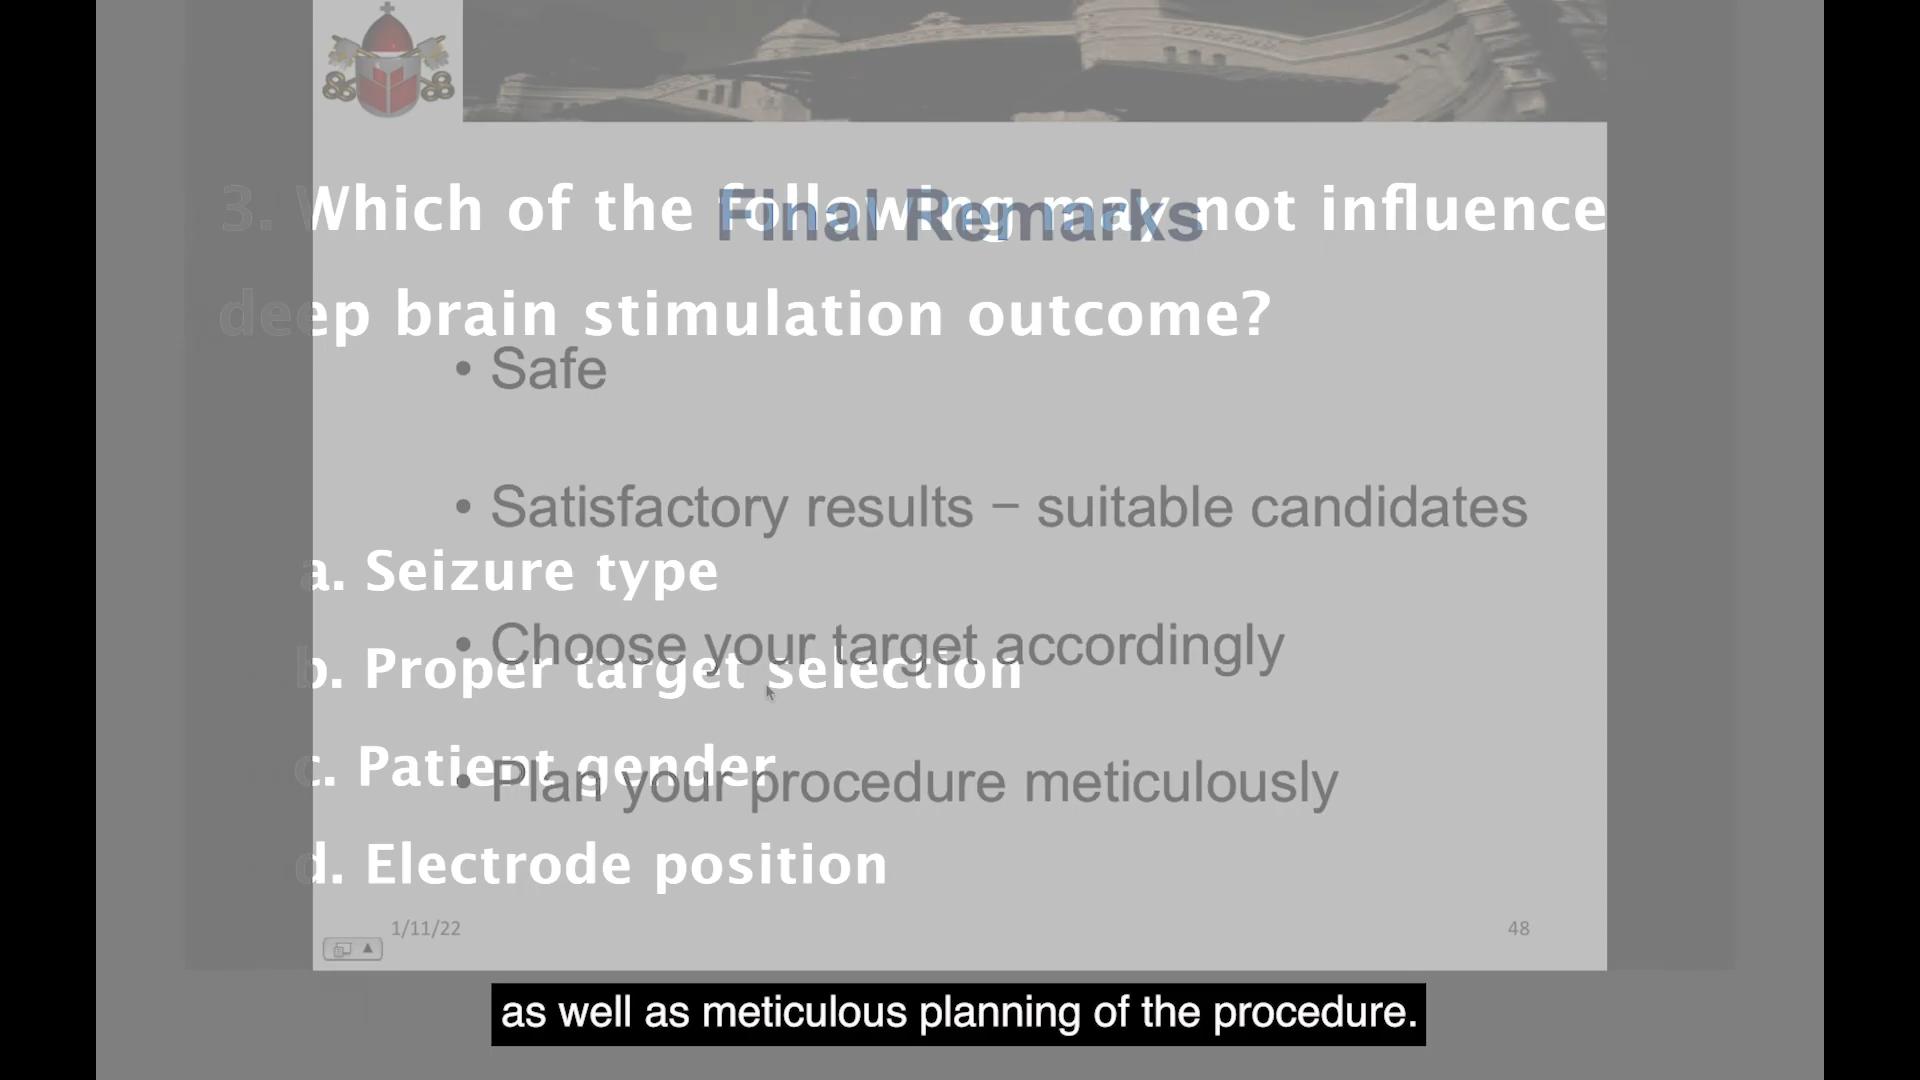 3. Which of the following may not influence
deep brain stimulation outcome?
a. Seizure type
b. Proper target selection
c. Patient gender
d. Electrode position
Final Remarks
• Safe
• Satisfactory results – suitable candidates
• Choose your target accordingly
• Plan your procedure meticulously
1/11/22
48
as well as meticulous planning of the procedure.